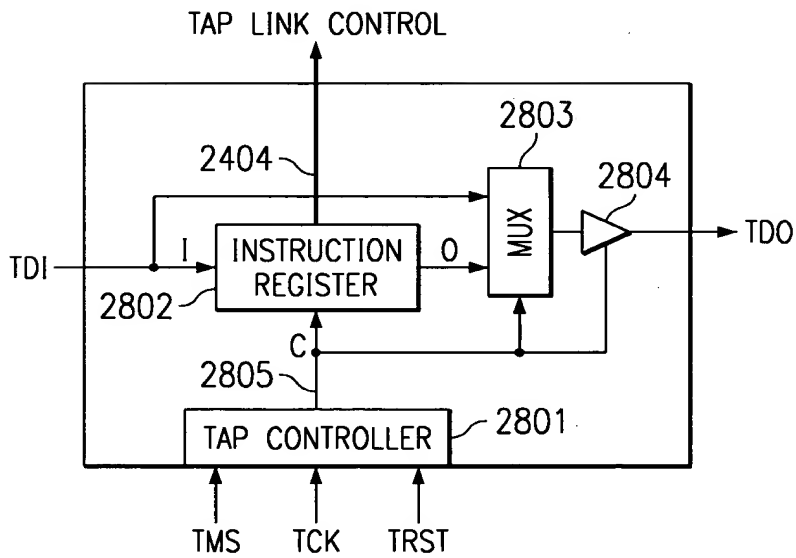 TAP LINK CONTROL
2803
2404
2804
MUX
TDO
TDI
I
INSTRUCTION
REGISTER
O
2802
C
2805
2801
TAP CONTROLLER
TMS
TCK
TRST